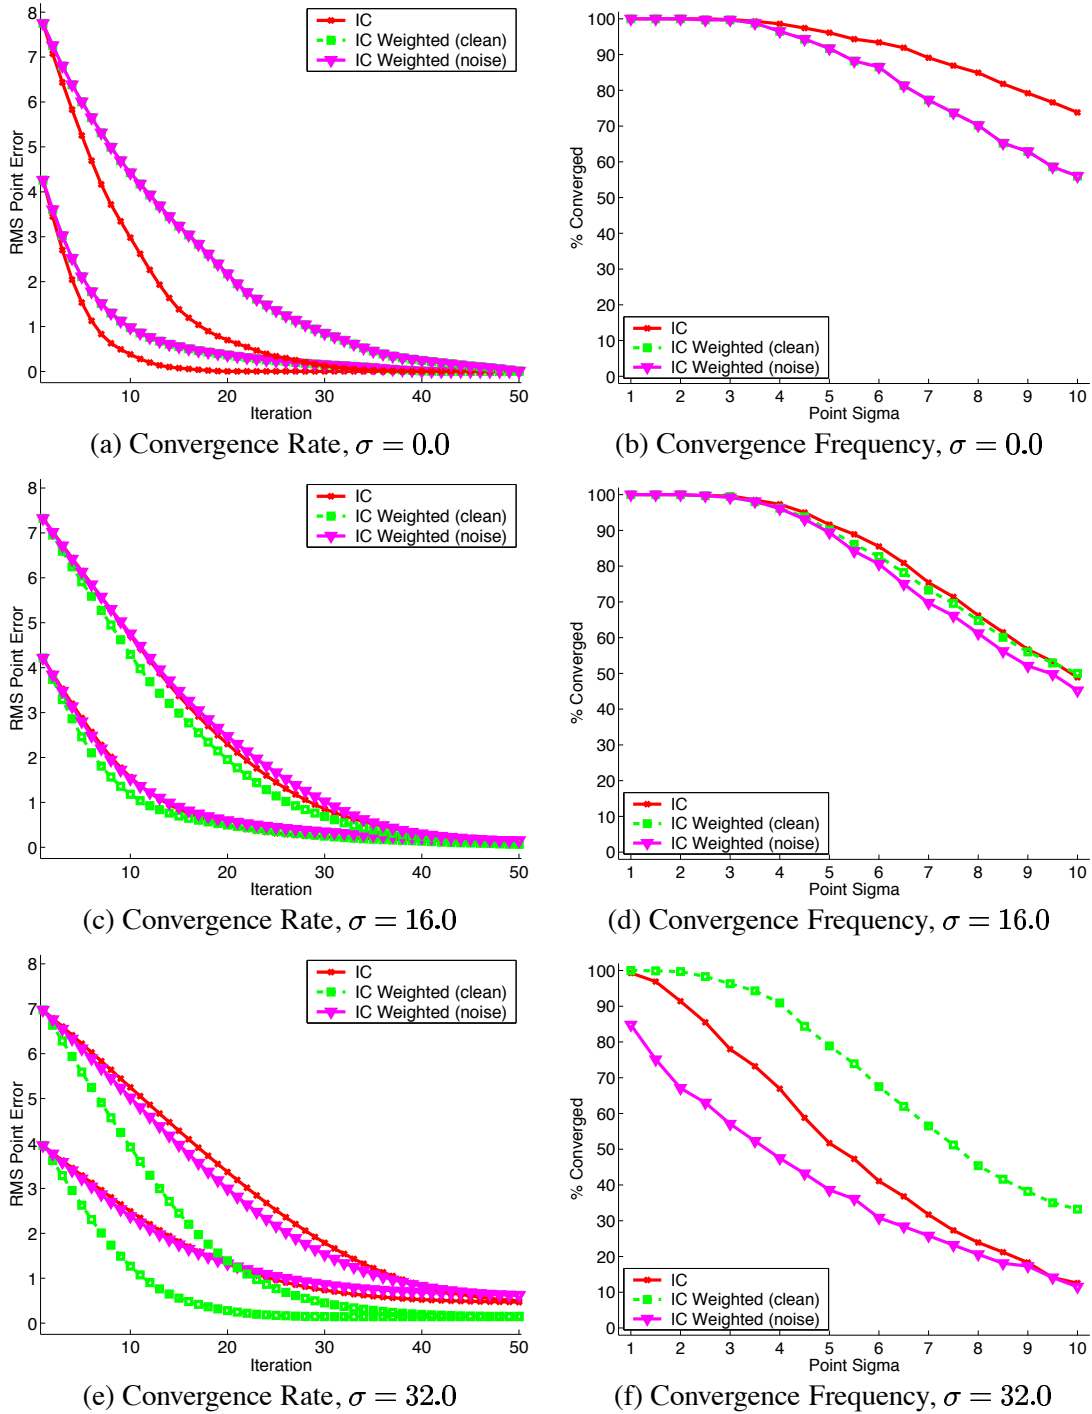 8
7
6
5
4
3
2
1
0
RMS Point Error
10 20 30 40 50
Iteration
IC
IC Weighted (clean)
IC Weighted (noise)
(a) Convergence Rate, σ = 0.0
100
90
80
70
60
50
40
30
20
10
0
% Converged
1 2 3 4 5 6 7 8 9 10
Point Sigma
IC
IC Weighted (clean)
IC Weighted (noise)
(b) Convergence Frequency, σ = 0.0
8
7
6
5
4
3
2
1
0
RMS Point Error
10 20 30 40 50
Iteration
IC
IC Weighted (clean)
IC Weighted (noise)
(c) Convergence Rate, σ = 16.0
100
90
80
70
60
50
40
30
20
10
0
% Converged
1 2 3 4 5 6 7 8 9 10
Point Sigma
IC
IC Weighted (clean)
IC Weighted (noise)
(d) Convergence Frequency, σ = 16.0
8
7
6
5
4
3
2
1
0
RMS Point Error
10 20 30 40 50
Iteration
IC
IC Weighted (clean)
IC Weighted (noise)
(e) Convergence Rate, σ = 32.0
100
90
80
70
60
50
40
30
20
10
0
% Converged
1 2 3 4 5 6 7 8 9 10
Point Sigma
IC
IC Weighted (clean)
IC Weighted (noise)
(f) Convergence Frequency, σ = 32.0